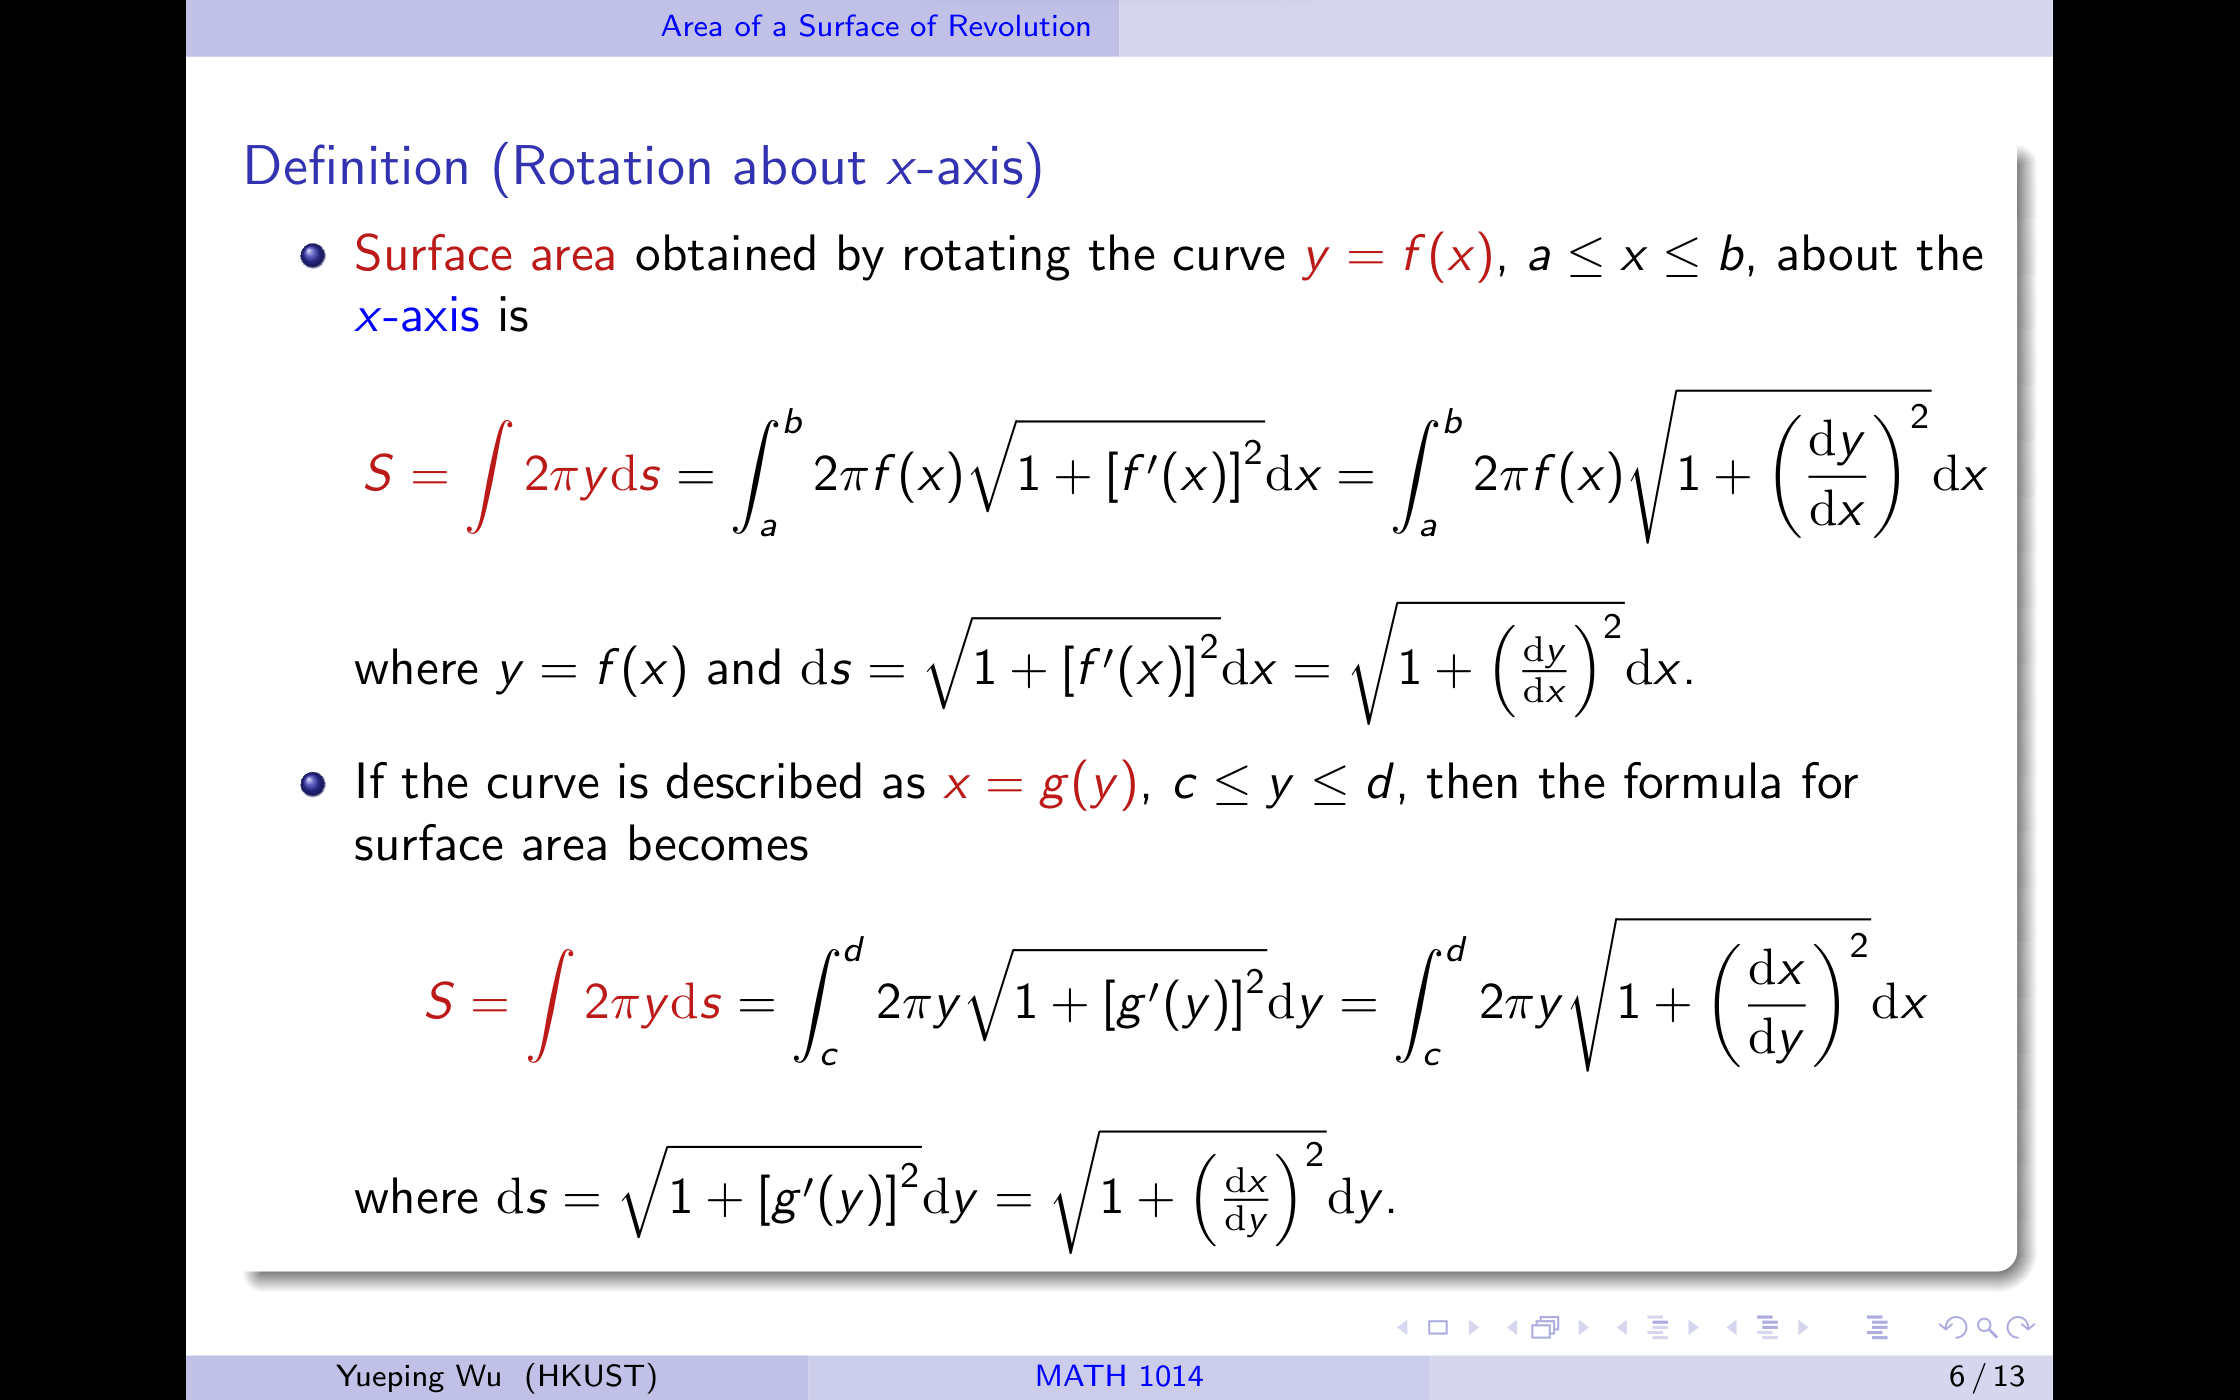 Area of a Surface of Revolution
Definition (Rotation about x-axis)
Surface area obtained by rotating the curve y = f(x), a ≤ x ≤ b, about the
x-axis is
S = ∫ 2πyds = ∫_a^b 2πf(x)√(1 + [f′(x)]²)dx = ∫_a^b 2πf(x)√(1 + (dy/dx)²)dx
where y = f(x) and ds = √(1 + [f′(x)]²)dx = √(1 + (dy/dx)²)dx.
If the curve is described as x = g(y), c ≤ y ≤ d, then the formula for
surface area becomes
S = ∫ 2πyds = ∫_c^d 2πy√(1 + [g′(y)]²)dy = ∫_c^d 2πy√(1 + (dx/dy)²)dx
where ds = √(1 + [g′(y)]²)dy = √(1 + (dx/dy)²)dy.
Yueping Wu (HKUST)
MATH 1014
6 / 13